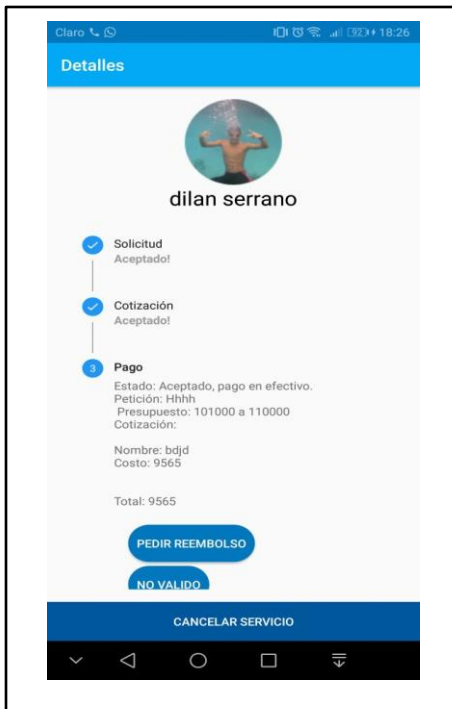 Claro 92 18:26
Detalles
dilan serrano
Solicitud
Aceptado!
Cotización
Aceptado!
3 Pago
Estado: Aceptado, pago en efectivo.
Petición: Hhhh
Presupuesto: 101000 a 110000
Cotización:
Nombre: bdjd
Costo: 9565
Total: 9565
PEDIR REEMBOLSO
NO VALIDO
CANCELAR SERVICIO